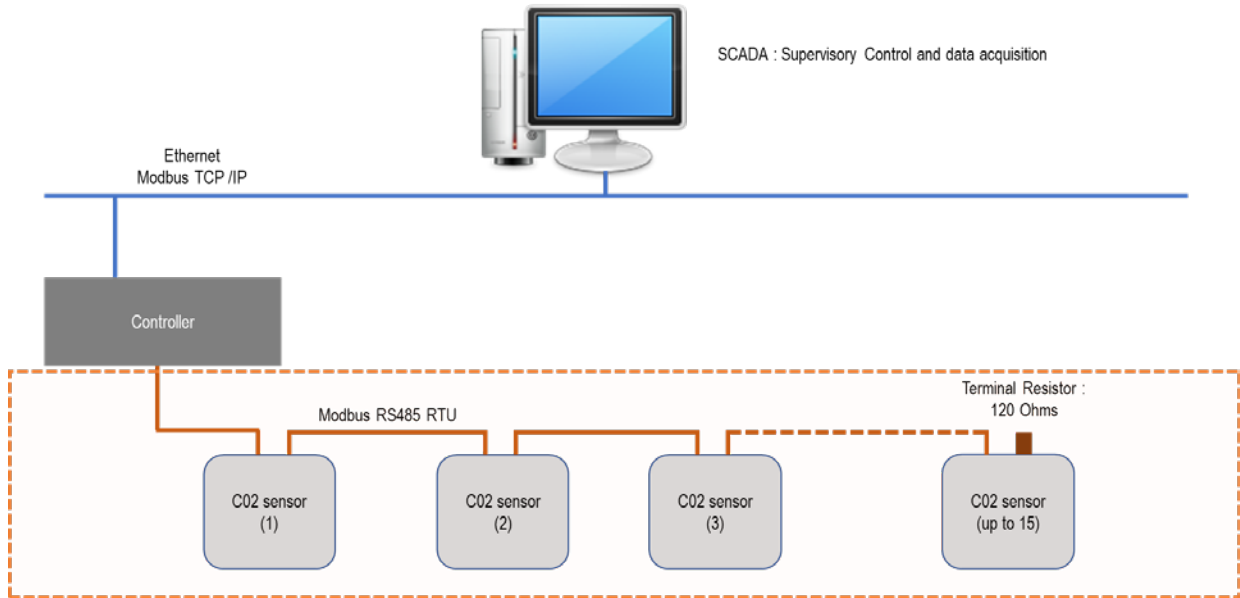 SCADA : Supervisory Control and data acquisition
Ethernet
Modbus TCP /IP
Controller
Terminal Resistor :
120 Ohms
Modbus RS485 RTU
C02 sensor
(1)
C02 sensor
(2)
C02 sensor
(3)
C02 sensor
(up to 15)